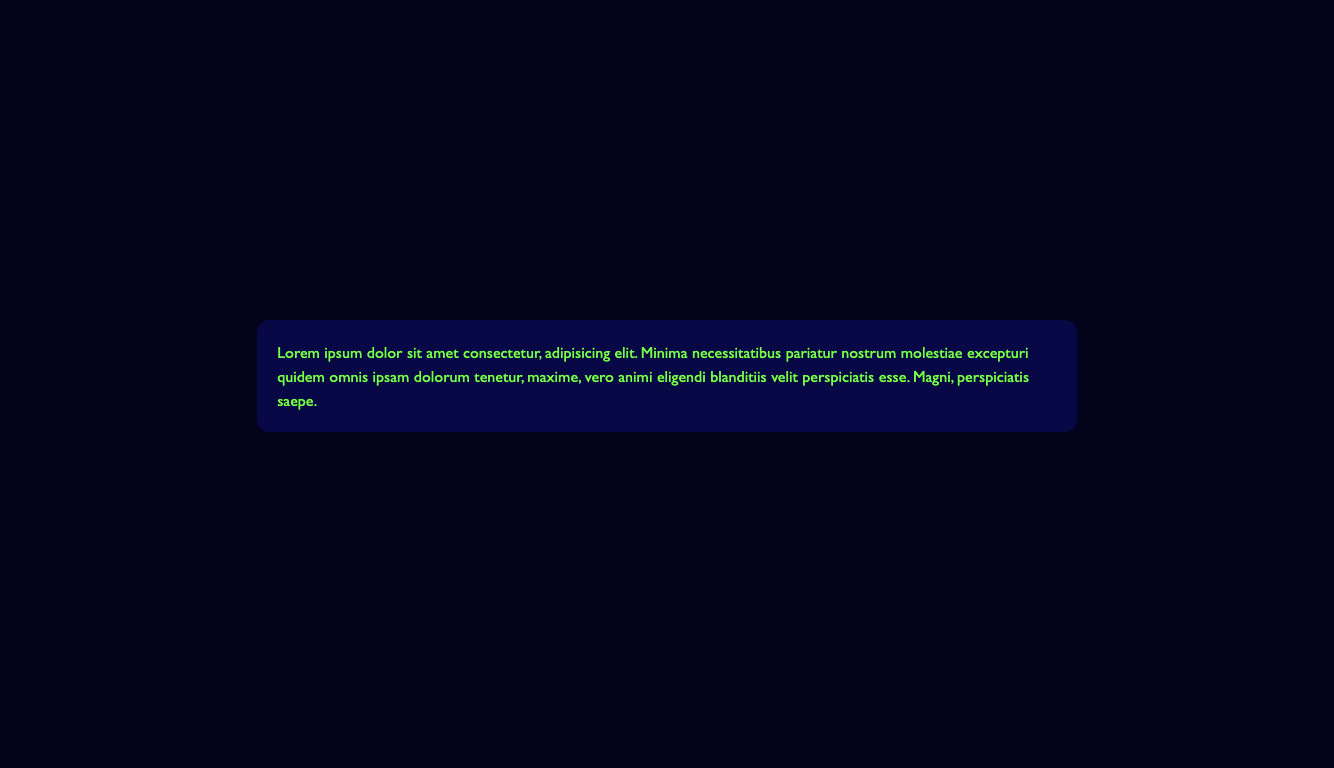 Lorem ipsum dolor sit amet consectetur, adipisicing elit. Minima necessitatibus pariatur nostrum molestiae excepturi
quidem omnis ipsam dolorum tenetur, maxime, vero animi eligendi blanditiis velit perspiciatis esse. Magni, perspiciatis
saepe.